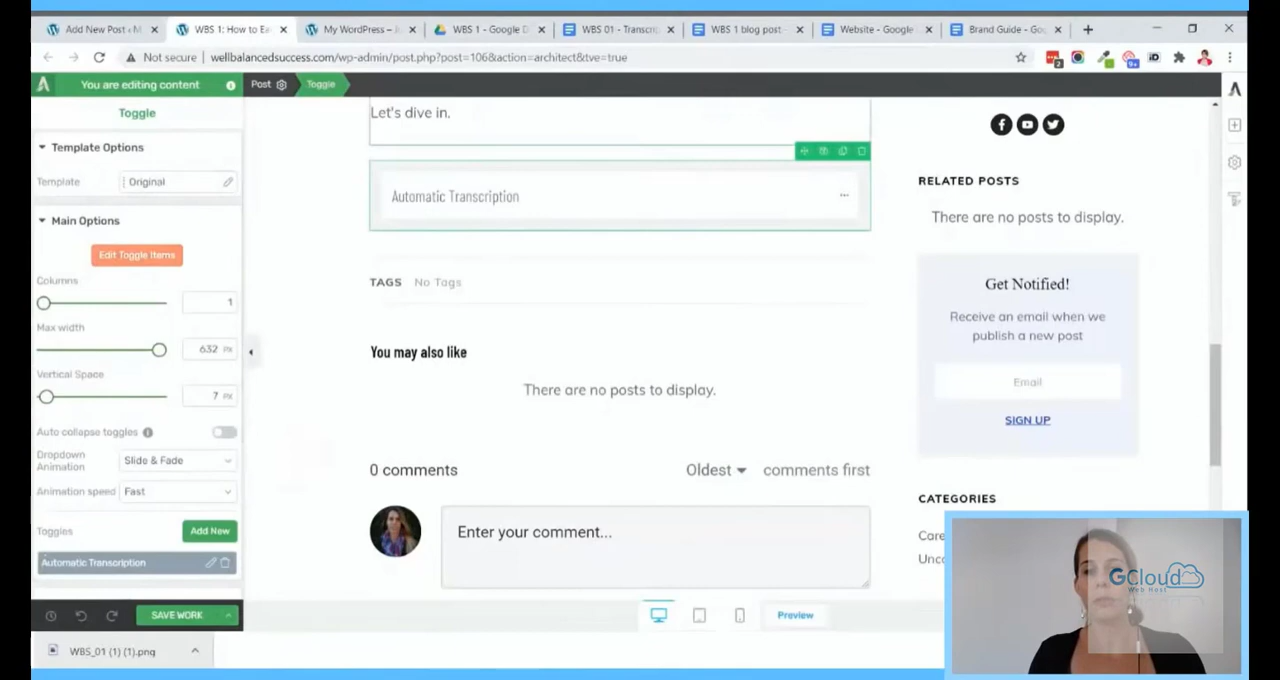 Add New Post
WBS 1: How to Ea
My WordPress –
WBS 1 - Google D
WBS 01 - Transcrip
WBS 1 blog post -
Website - Google
Brand Guide - Go
Not secure
wellbalancedsuccess.com/wp-admin/post.php?post=106&action=architect&tve=true
You are editing content
Post
Toggle
Toggle
Template Options
Template
Original
Main Options
Edit Toggle Items
Columns
1
Max width
632 PX
Vertical Space
7 PX
Auto collapse toggles
Dropdown
Animation
Slide & Fade
Animation speed
Fast
Toggles
Add New
Automatic Transcription
SAVE WORK
Let's dive in.
Automatic Transcription
TAGS
No Tags
You may also like
There are no posts to display.
0 comments
Oldest
comments first
Enter your comment...
Preview
RELATED POSTS
There are no posts to display.
Get Notified!
Receive an email when we
publish a new post
Email
SIGN UP
CATEGORIES
Care
Unco
GCloud
Web Host
WBS_01 (1) (1).png